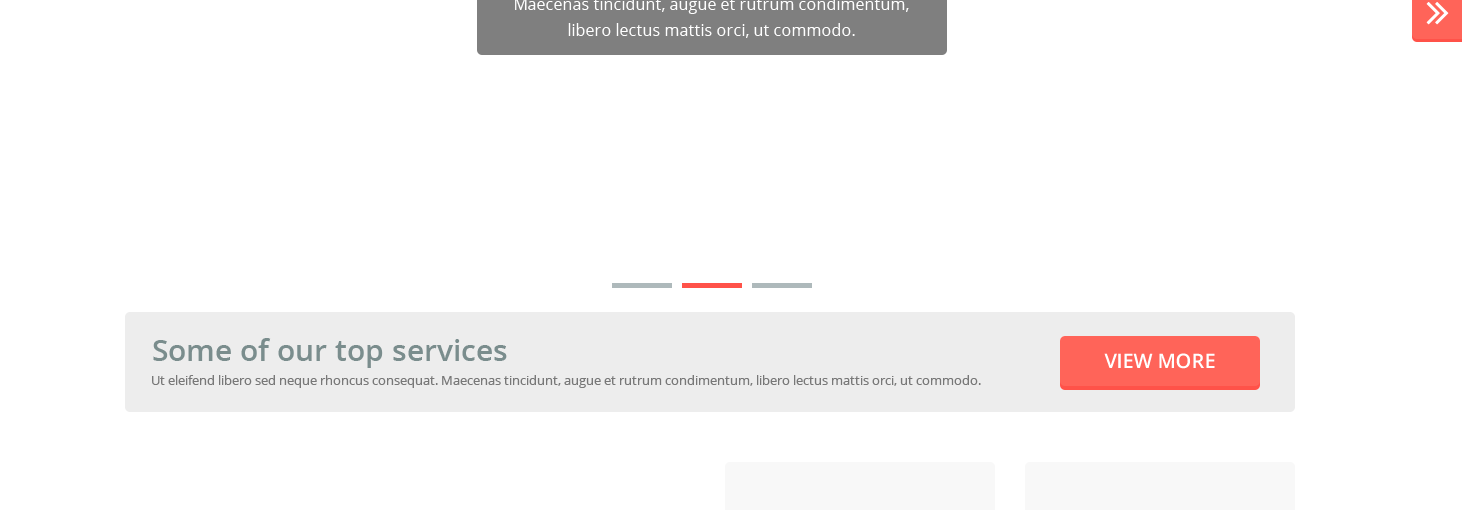 Maecenas tincidunt, augue et rutrum condimentum,
libero lectus mattis orci, ut commodo.
Some of our top services
Ut eleifend libero sed neque rhoncus consequat. Maecenas tincidunt, augue et rutrum condimentum, libero lectus mattis orci, ut commodo.
VIEW MORE